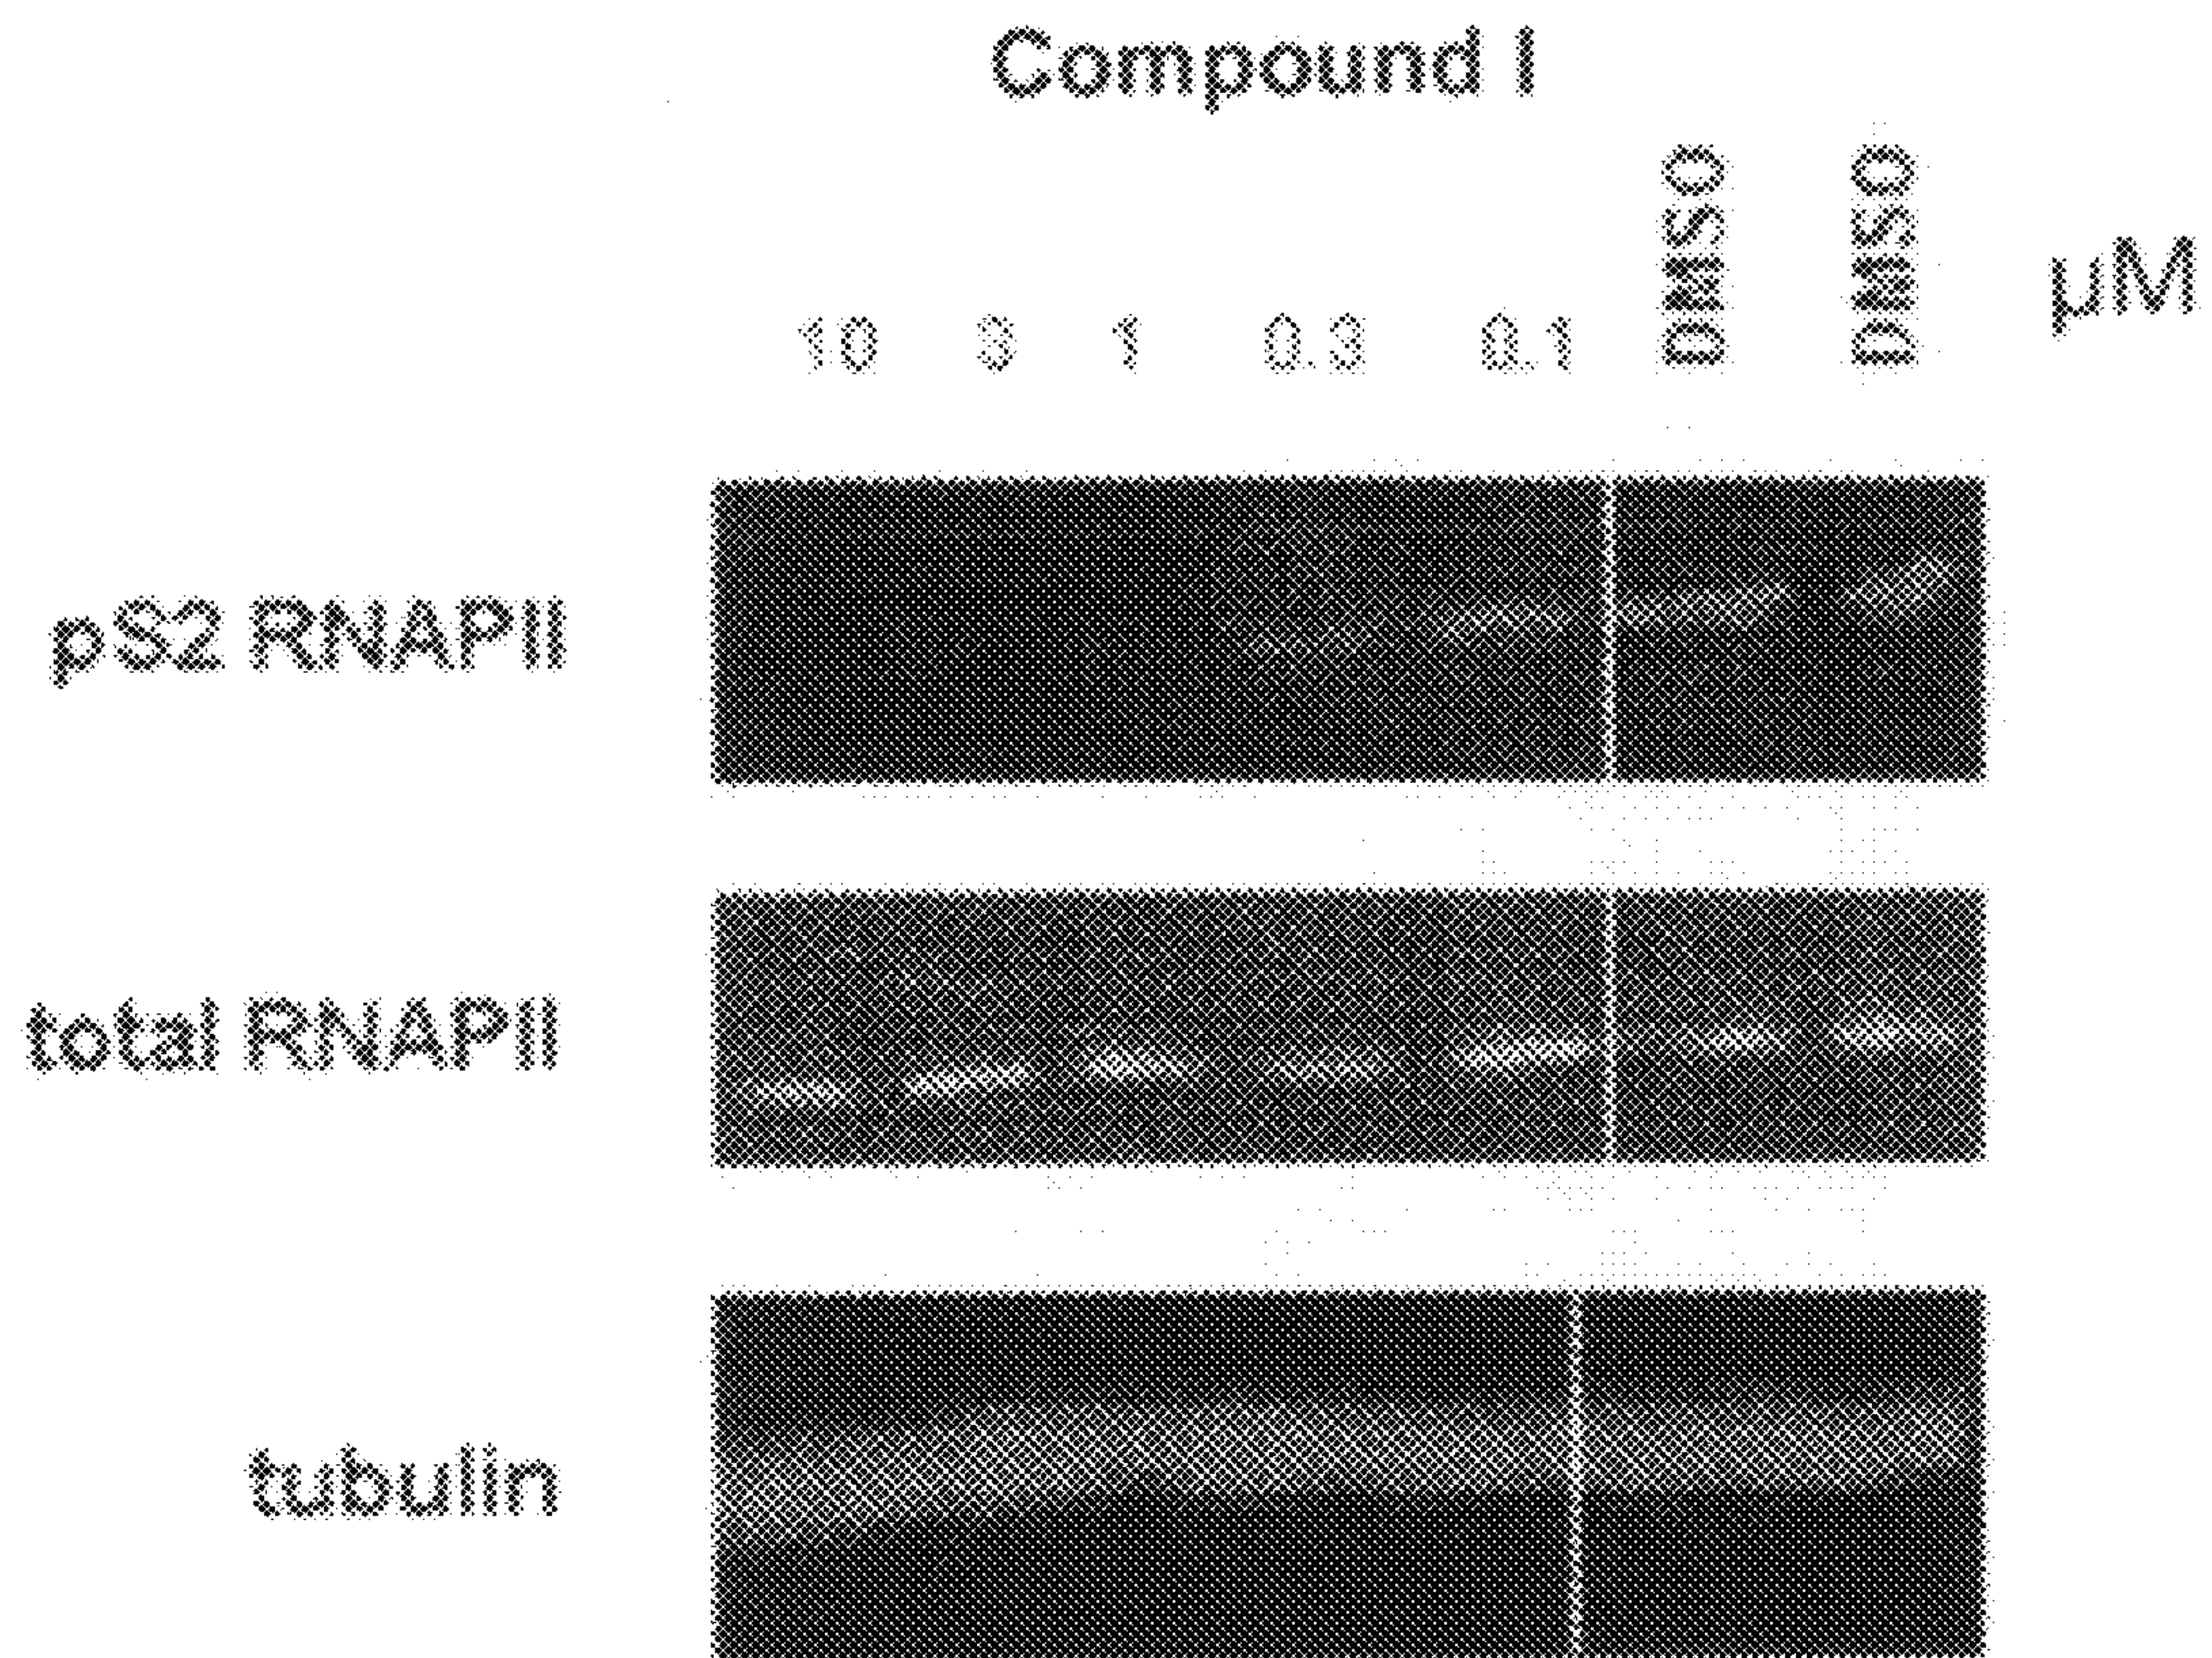 Compound I
10 3 1 0.3 0.1 DMSO DMSO µM
pS2 RNAPII
total RNAPII
tubulin